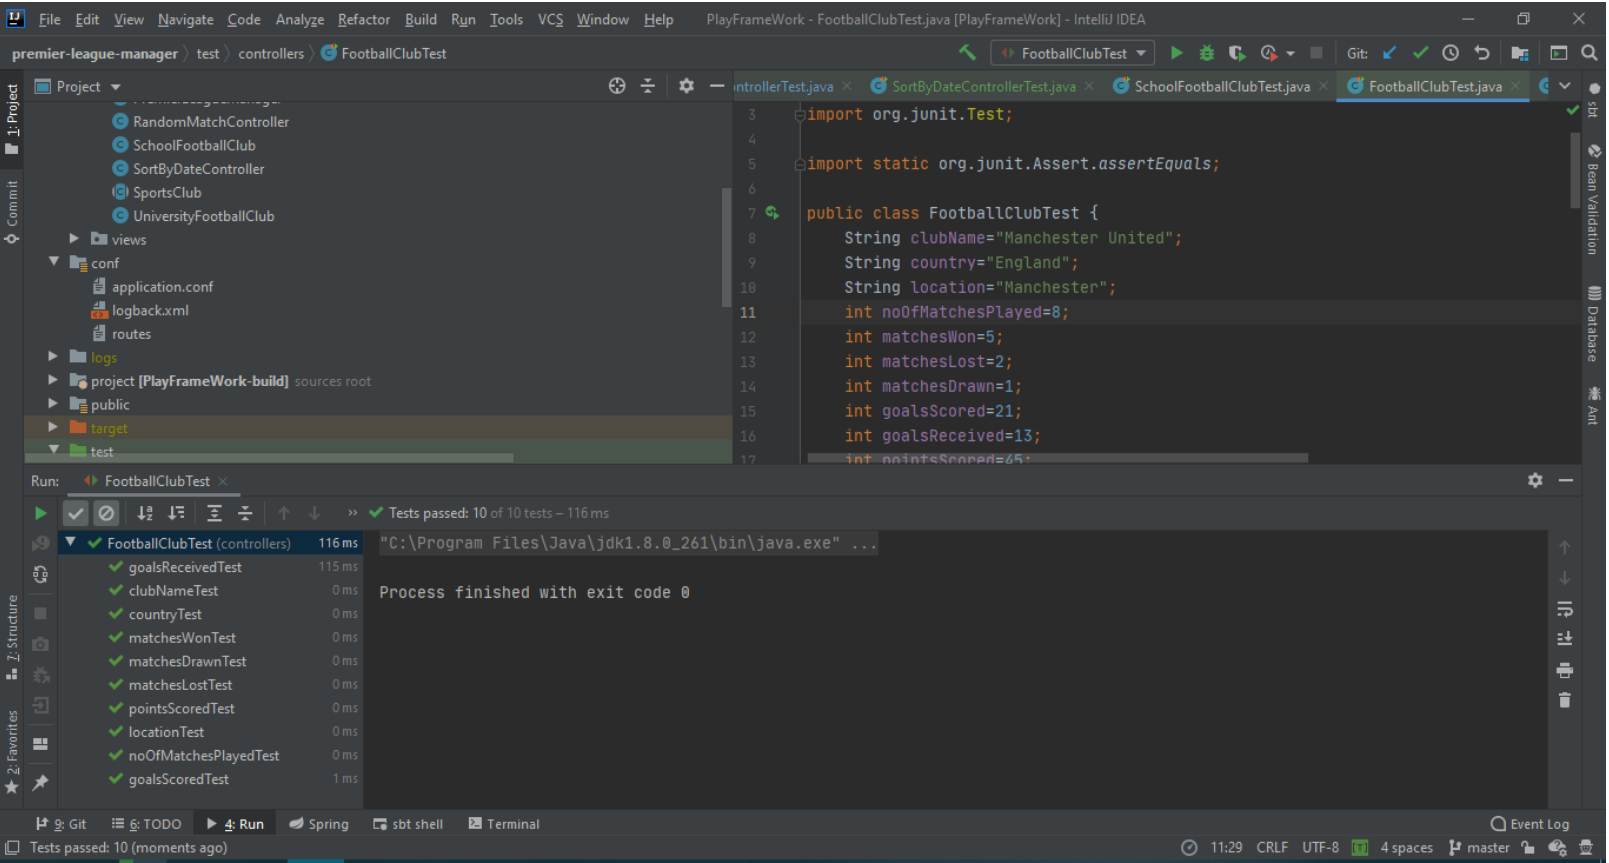 File Edit View Navigate Code Analyze Refactor Build Run Tools VCS Window Help PlayFrameWork - FootballClubTest.java [PlayFrameWork] - IntelliJ IDEA
premier-league-manager test controllers FootballClubTest FootballClubTest Git:
Project ntrollerTest.java SortByDateControllerTest.java SchoolFootballClubTest.java FootballClubTest.java
1: Project
Commit
Z: Structure
2: Favorites
RandomMatchController
SchoolFootballClub
SortByDateController
SportsClub
UniversityFootballClub
views
conf
application.conf
logback.xml
routes
logs
project [PlayFrameWork-build] sources root
public
target
test
3 import org.junit.Test;
4
5 import static org.junit.Assert.assertEquals;
6
7 public class FootballClubTest {
8 String clubName="Manchester United";
9 String country="England";
10 String location="Manchester";
11 int noOfMatchesPlayed=8;
12 int matchesWon=5;
13 int matchesLost=2;
14 int matchesDrawn=1;
15 int goalsScored=21;
16 int goalsReceived=13;
17 int pointsScored=45;
sbt
Bean Validation
Database
Ant
Run: FootballClubTest
Tests passed: 10 of 10 tests – 116 ms
FootballClubTest (controllers) 116 ms
goalsReceivedTest 115 ms
clubNameTest 0 ms
countryTest 0 ms
matchesWonTest 0 ms
matchesDrawnTest 0 ms
matchesLostTest 0 ms
pointsScoredTest 0 ms
locationTest 0 ms
noOfMatchesPlayedTest 0 ms
goalsScoredTest 1 ms
"C:\Program Files\Java\jdk1.8.0_261\bin\java.exe" ...
Process finished with exit code 0
9: Git 6: TODO 4: Run Spring sbt shell Terminal Event Log
Tests passed: 10 (moments ago) 11:29 CRLF UTF-8 4 spaces master